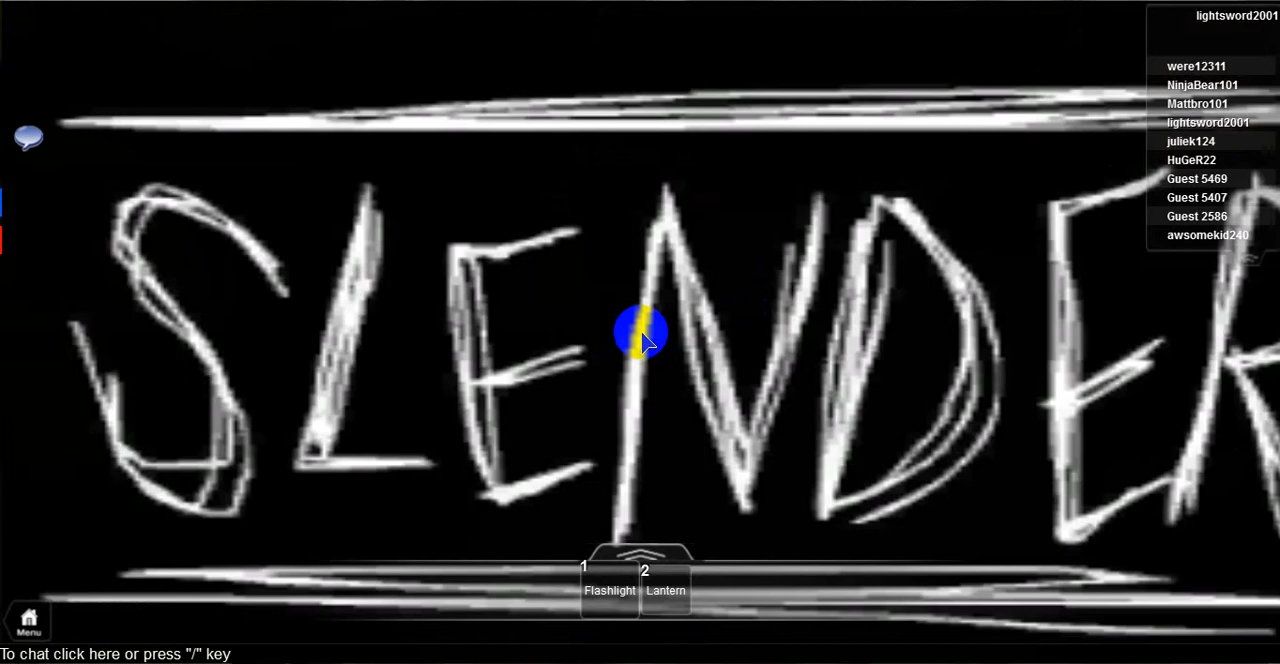 lightsword2001
were12311
NinjaBear101
Mattbro101
lightsword2001
juliek124
HuGeR22
Guest 5469
Guest 5407
Guest 2586
awsomekid240
SLENDER
1
2
Flashlight
Lantern
Menu
To chat click here or press "/" key